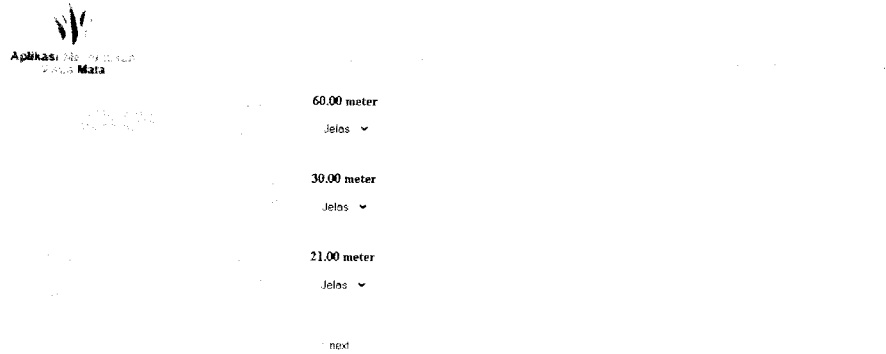 Aplikasi
Mata
60.00 meter
Jelas
30.00 meter
Jelas
21.00 meter
Jelas
next